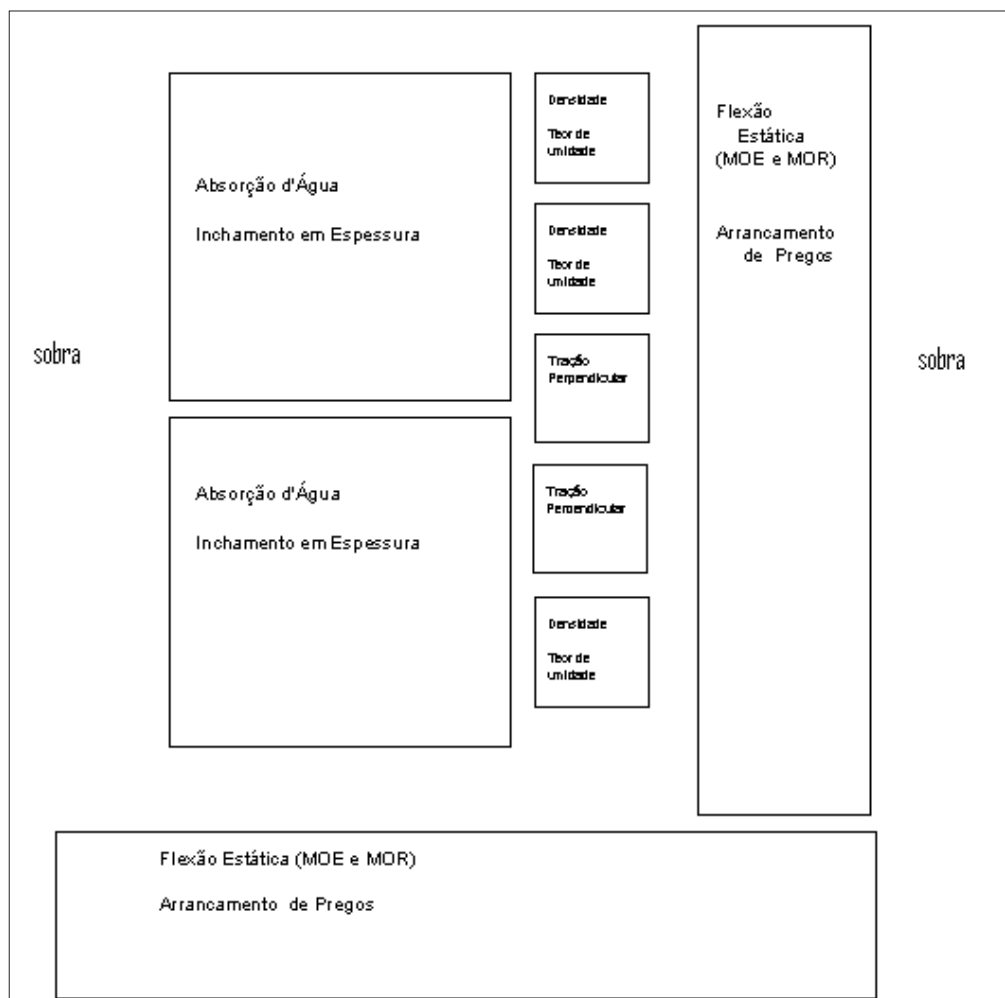 Absorção d'Água
Inchamento em Espessura
Densidade
Teor de
umidade
Flexão
Estática
(MOE e MOR)
Arrancamento
de Pregos
Densidade
Teor de
umidade
sobra
Tração
Perpendicular
sobra
Absorção d'Água
Inchamento em Espessura
Tração
Perpendicular
Densidade
Teor de
umidade
Flexão Estática (MOE e MOR)
Arrancamento de Pregos